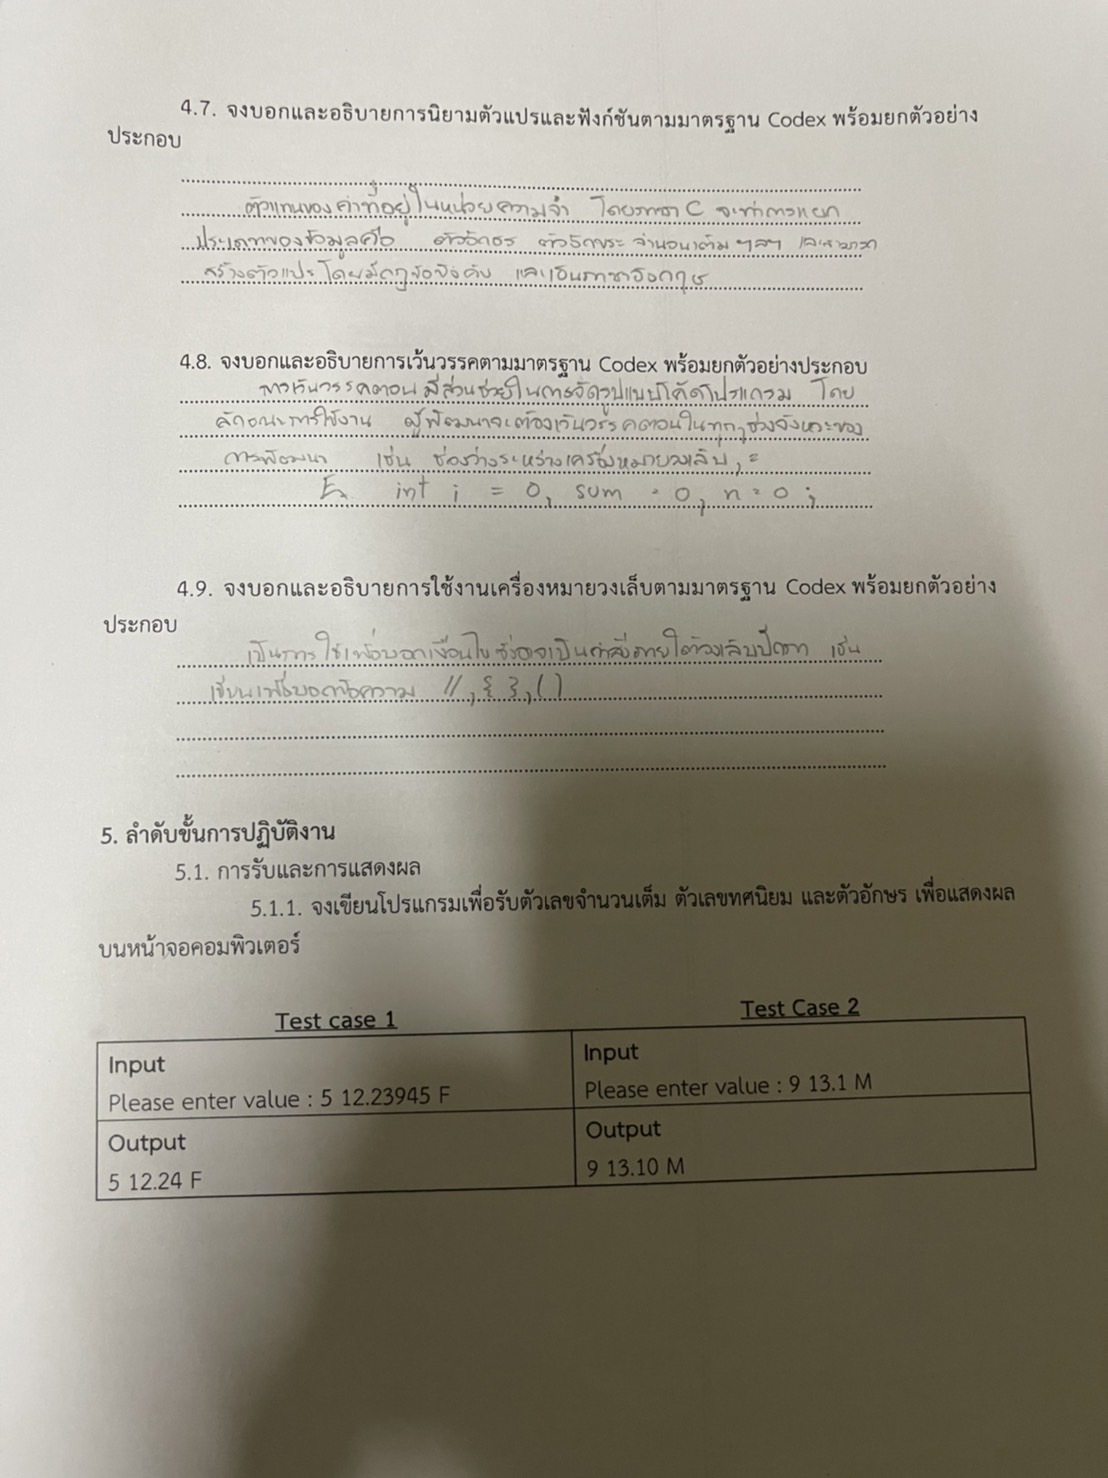 4.7. จงบอกและอธิบายการนิยามตัวแปรและฟังก์ชันตามมาตรฐาน Codex พร้อมยกตัวอย่าง
ประกอบ
ตัวแทนของค่าที่อยู่ในหน่วยความจำ โดยภาษา C จะทำการแยก
ประเภทของข้อมูลคือ ตัวอักษร ตัวอักขระ จำนวนเต็ม ฯลฯ และสามารถ
สร้างตัวแปรโดยมีกฎข้อบังคับ และเป็นภาษาอังกฤษ
4.8. จงบอกและอธิบายการเว้นวรรคตามมาตรฐาน Codex พร้อมยกตัวอย่างประกอบ
การเว้นวรรคตอนมีส่วนช่วยในการจัดรูปแบบโค้ดโปรแกรม โดย
ลักษณะการใช้งาน ผู้พัฒนาจะต้องเว้นวรรคตอนในทุกๆช่วงจังหวะของ
การพัฒนา เช่น ช่องว่างระหว่างเครื่องหมายวงเล็บ , =
Ex int i = 0, sum = 0, n = 0 ;
4.9. จงบอกและอธิบายการใช้งานเครื่องหมายวงเล็บตามมาตรฐาน Codex พร้อมยกตัวอย่าง
ประกอบ
เป็นการใช้เพื่อบอกเงื่อนไข ซึ่งอาจเป็นคำสั่งภายใต้วงเล็บปีกกา เช่น
เขียนเพื่อบอกข้อความ //, { }, ( )
5. ลำดับขั้นการปฏิบัติงาน
5.1. การรับและการแสดงผล
5.1.1. จงเขียนโปรแกรมเพื่อรับตัวเลขจำนวนเต็ม ตัวเลขทศนิยม และตัวอักษร เพื่อแสดงผล
บนหน้าจอคอมพิวเตอร์
Test case 1
Input
Please enter value : 5 12.23945 F
Output
5 12.24 F
Test Case 2
Input
Please enter value : 9 13.1 M
Output
9 13.10 M